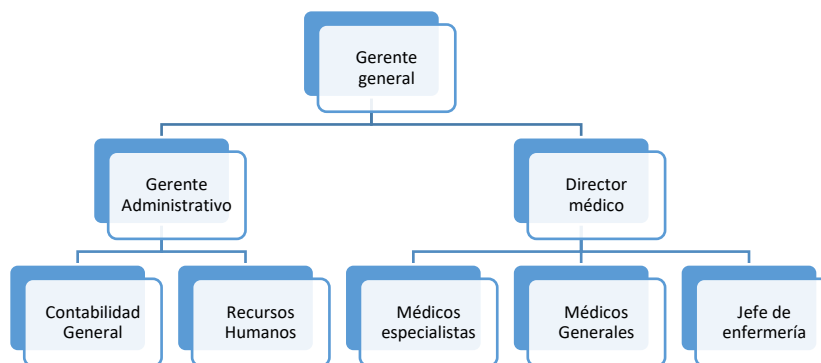 Gerente
general
Gerente
Administrativo
Director
médico
Contabilidad
General
Recursos
Humanos
Médicos
especialistas
Médicos
Generales
Jefe de
enfermería